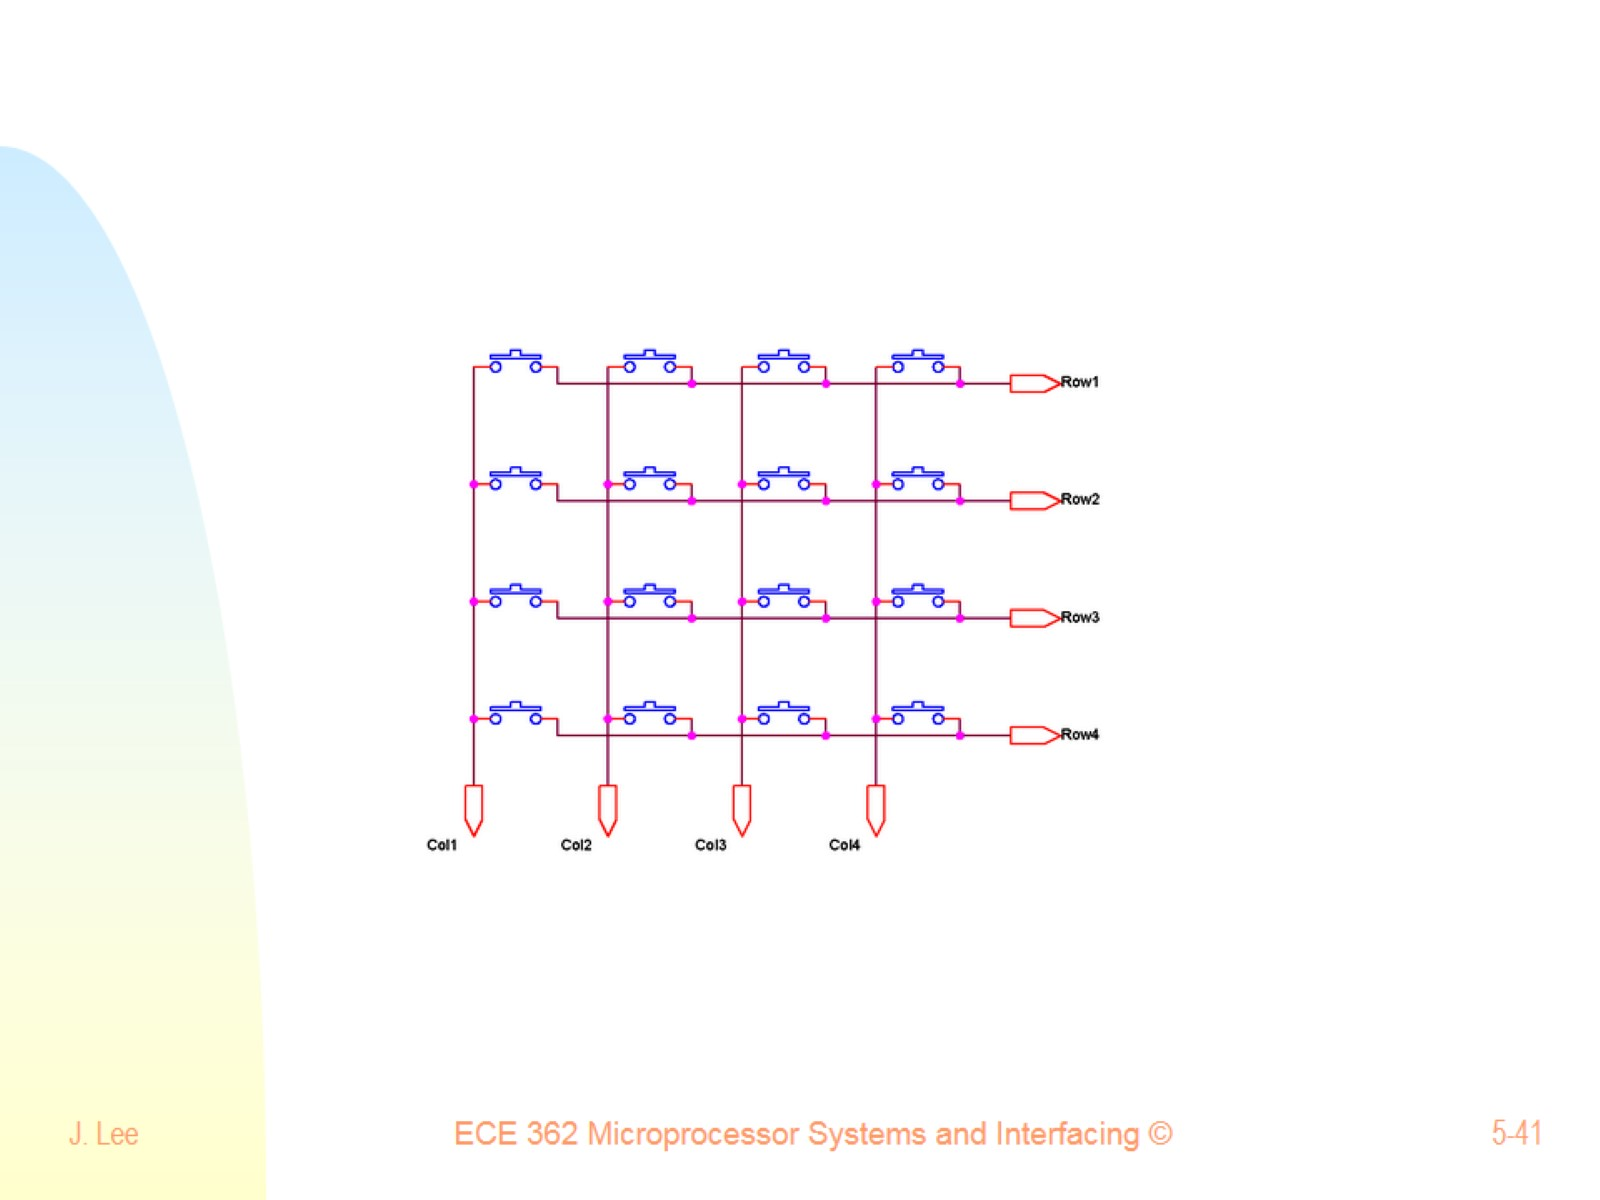 Row1
Row2
Row3
Row4
Col1 Col2 Col3 Col4
J. Lee ECE 362 Microprocessor Systems and Interfacing © 5-41